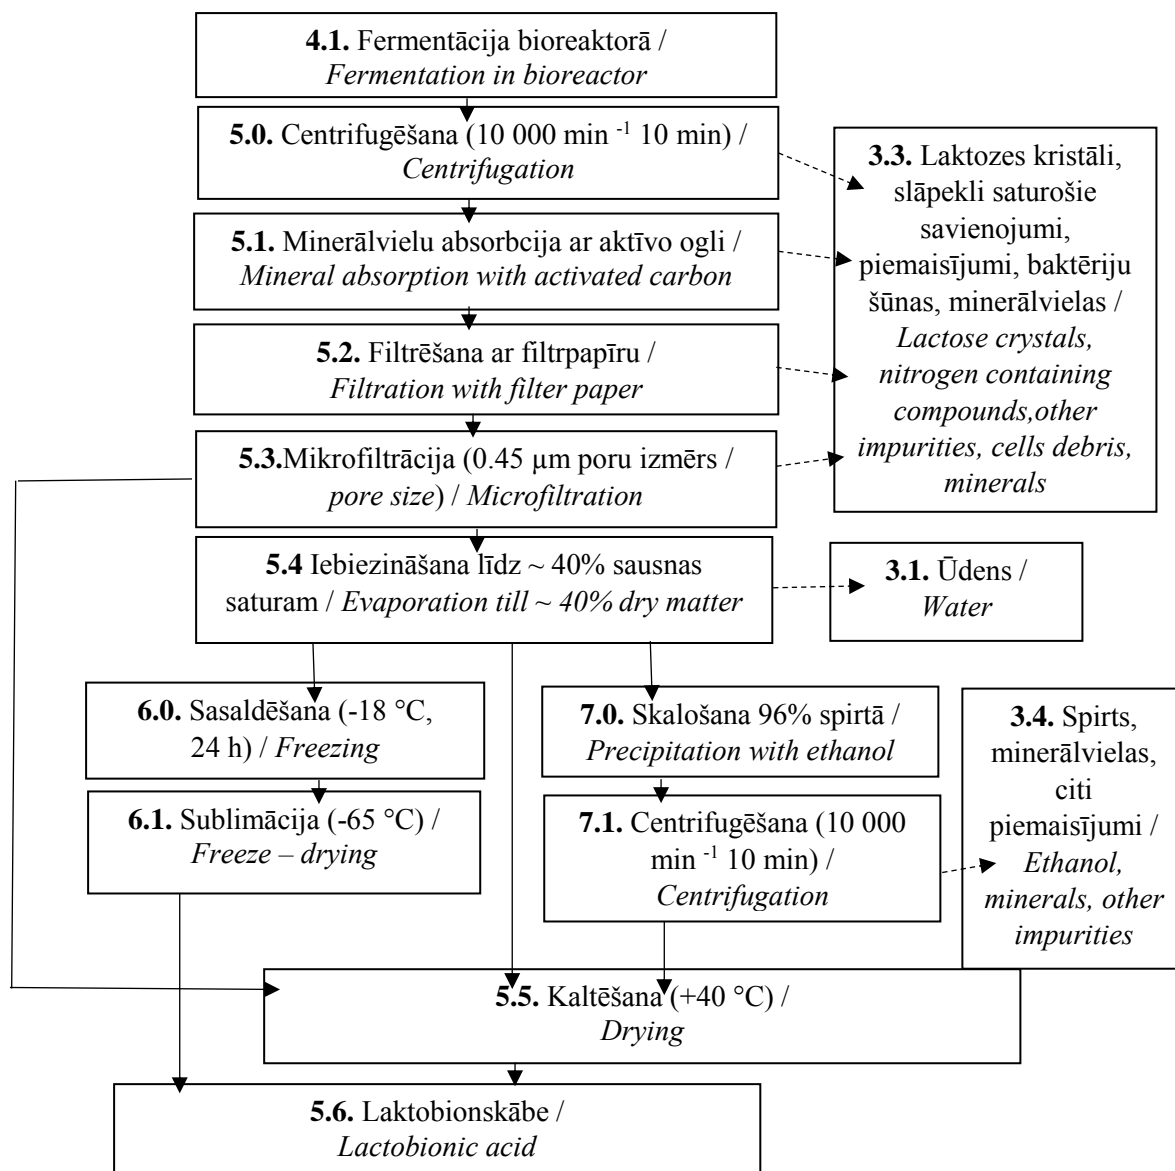 4.1. Fermentācija bioreaktorā /
Fermentation in bioreactor
5.0. Centrifugēšana (10 000 min -1 10 min) /
Centrifugation
3.3. Laktozes kristāli,
slāpekli saturošie
savienojumi,
piemaisījumi, baktēriju
šūnas, minerālvielas /
Lactose crystals,
nitrogen containing
compounds,other
impurities, cells debris,
minerals
5.1. Minerālvielu absorbcija ar aktīvo ogli /
Mineral absorption with activated carbon
5.2. Filtrēšana ar filtrpapīru /
Filtration with filter paper
5.3.Mikrofiltrācija (0.45 µm poru izmērs /
pore size) / Microfiltration
5.4 Iebiezināšana līdz ~ 40% sausnas
saturam / Evaporation till ~ 40% dry matter
3.1. Ūdens /
Water
6.0. Sasaldēšana (-18 °C,
24 h) / Freezing
7.0. Skalošana 96% spirtā /
Precipitation with ethanol
3.4. Spirts,
minerālvielas,
citi
piemaisījumi /
Ethanol,
minerals, other
impurities
6.1. Sublimācija (-65 °C) /
Freeze – drying
7.1. Centrifugēšana (10 000
min -1 10 min) /
Centrifugation
5.5. Kaltēšana (+40 °C) /
Drying
5.6. Laktobionskābe /
Lactobionic acid